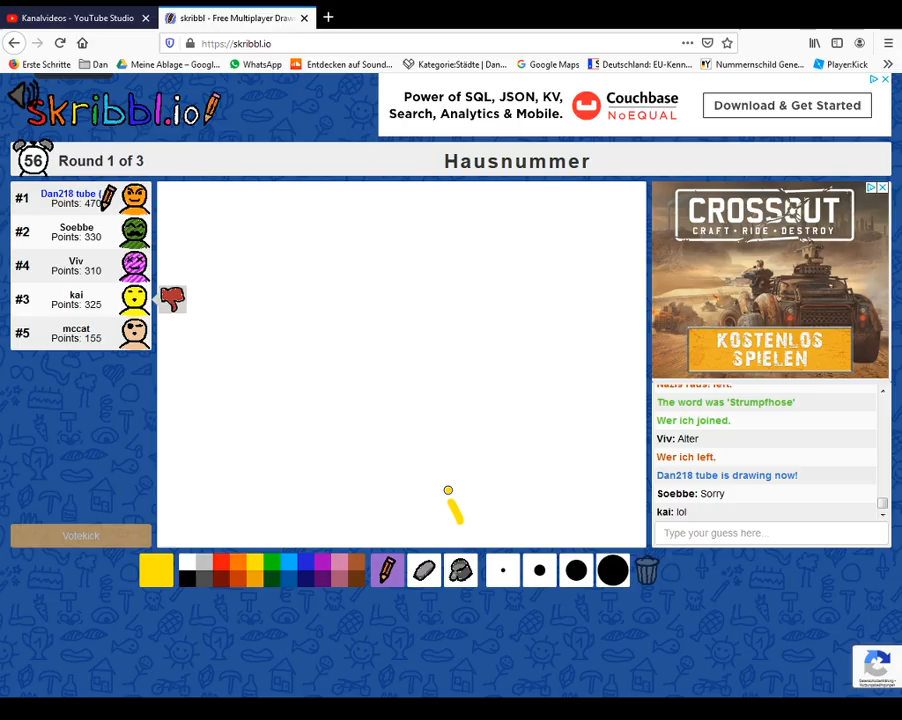 Kanalvideos - YouTube Studio
skribbl - Free Multiplayer Draw
https://skribbl.io
Erste Schritte
Dan
Meine Ablage – Googl...
WhatsApp
Entdecken auf Sound...
Kategorie:Städte | Dan...
Google Maps
Deutschland: EU-Kenn...
Nummernschild Gene...
Player:Kick
skribbl.io
Power of SQL, JSON, KV,
Search, Analytics & Mobile.
Couchbase
NoEQUAL
Download & Get Started
56
Round 1 of 3
Hausnummer
#1
Dan218 tube (
Points: 470
#2
Soebbe
Points: 330
#4
Viv
Points: 310
#3
kai
Points: 325
#5
mccat
Points: 155
Votekick
CROSSOUT
CRAFT • RIDE • DESTROY
KOSTENLOS
SPIELEN
Nazis raus! left.
The word was 'Strumpfhose'
Wer ich joined.
Viv: Alter
Wer ich left.
Dan218 tube is drawing now!
Soebbe: Sorry
kai: lol
Type your guess here...